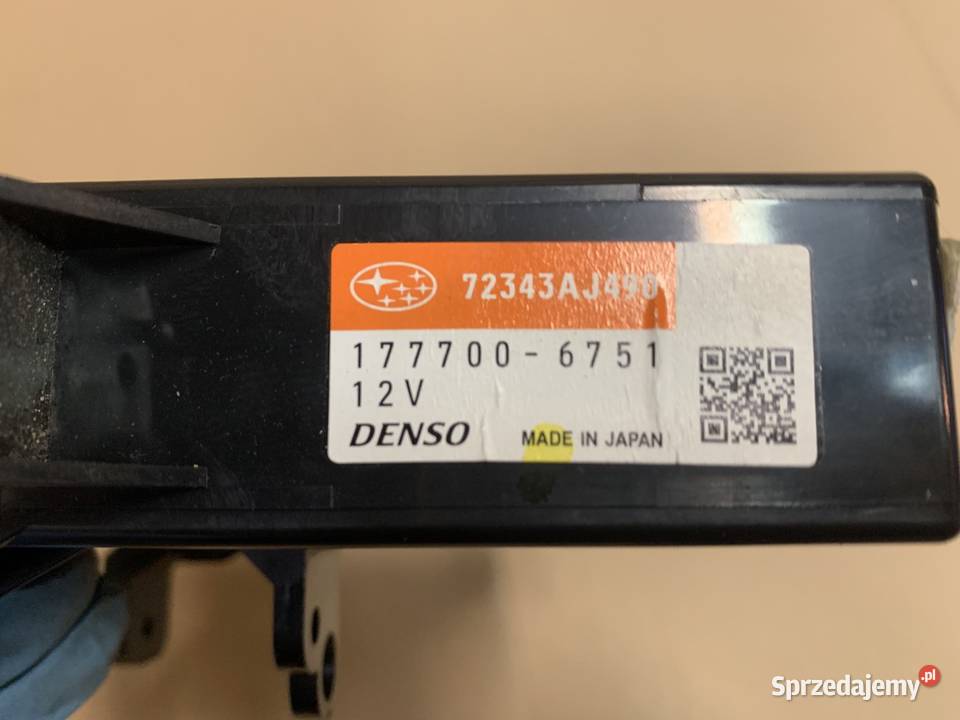 72343AJ490
177700-6751
12V
DENSO
MADE IN JAPAN
Sprzedajemy.pl